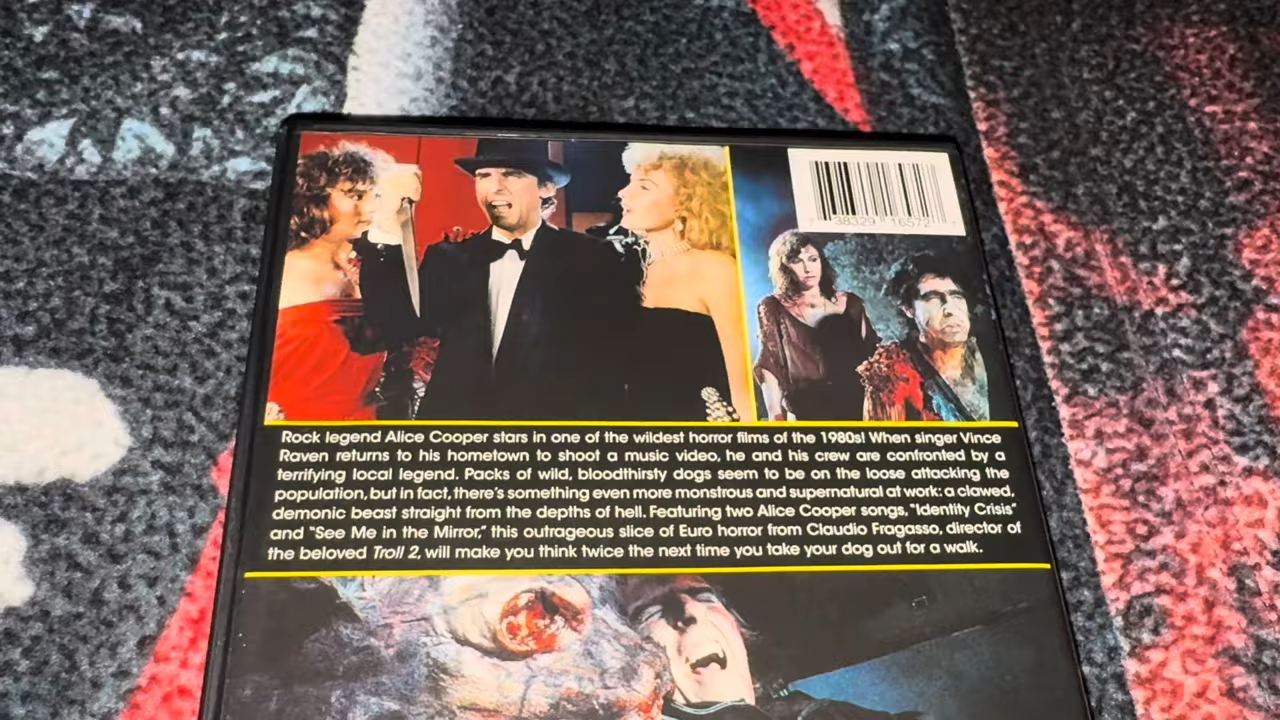 7 38329 16572
Rock legend Alice Cooper stars in one of the wildest horror films of the 1980s! When singer Vince
Raven returns to his hometown to shoot a music video, he and his crew are confronted by a
terrifying local legend. Packs of wild, bloodthirsty dogs seem to be on the loose attacking the
population, but in fact, there's something even more monstrous and supernatural at work: a clawed,
demonic beast straight from the depths of hell. Featuring two Alice Cooper songs, "Identity Crisis"
and "See Me in the Mirror," this outrageous slice of Euro horror from Claudio Fragasso, director of
the beloved Troll 2, will make you think twice the next time you take your dog out for a walk.